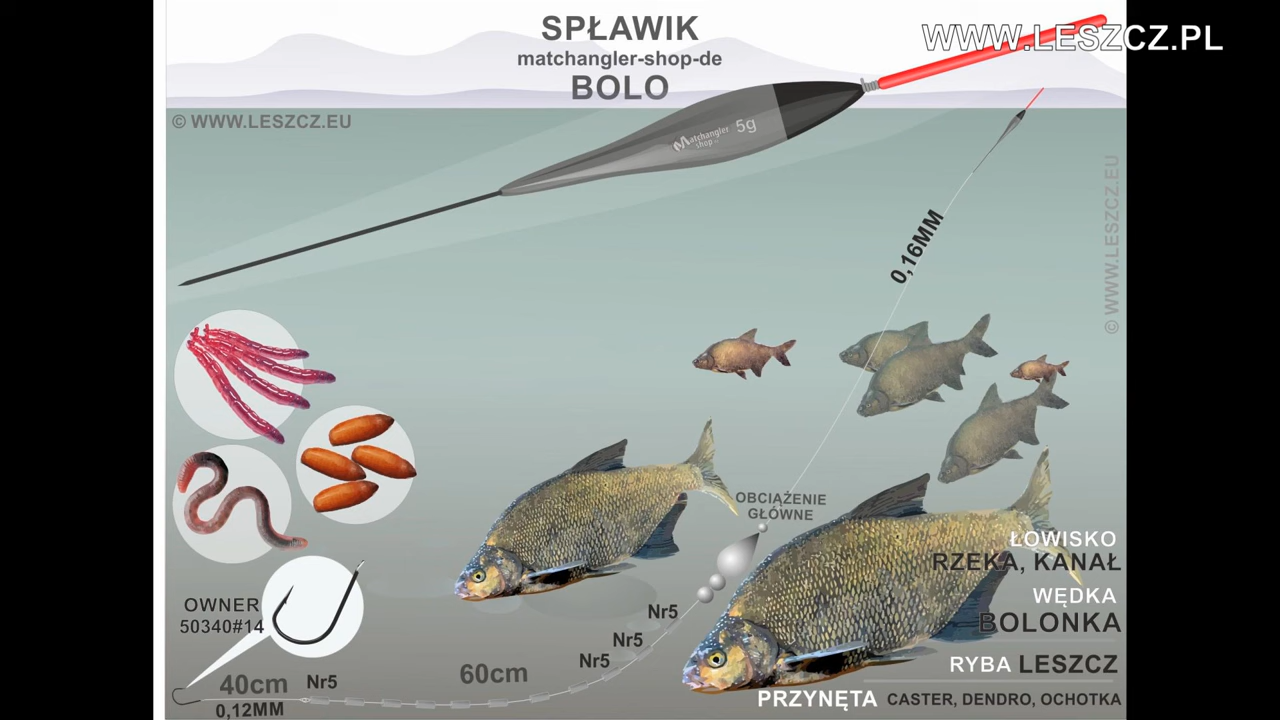 SPŁAWIK
matchangler-shop-de
BOLO
WWW.LESZCZ.PL
© WWW.LESZCZ.EU
Matchangler
shop
5g
© WWW.LESZCZ.EU
0,16MM
OBCIĄŻENIE
GŁÓWNE
ŁOWISKO
RZEKA, KANAŁ
WĘDKA
BOLONKA
RYBA LESZCZ
PRZYNĘTA CASTER, DENDRO, OCHOTKA
OWNER
50340#14
Nr5
Nr5
Nr5
60cm
Nr5
40cm
0,12MM